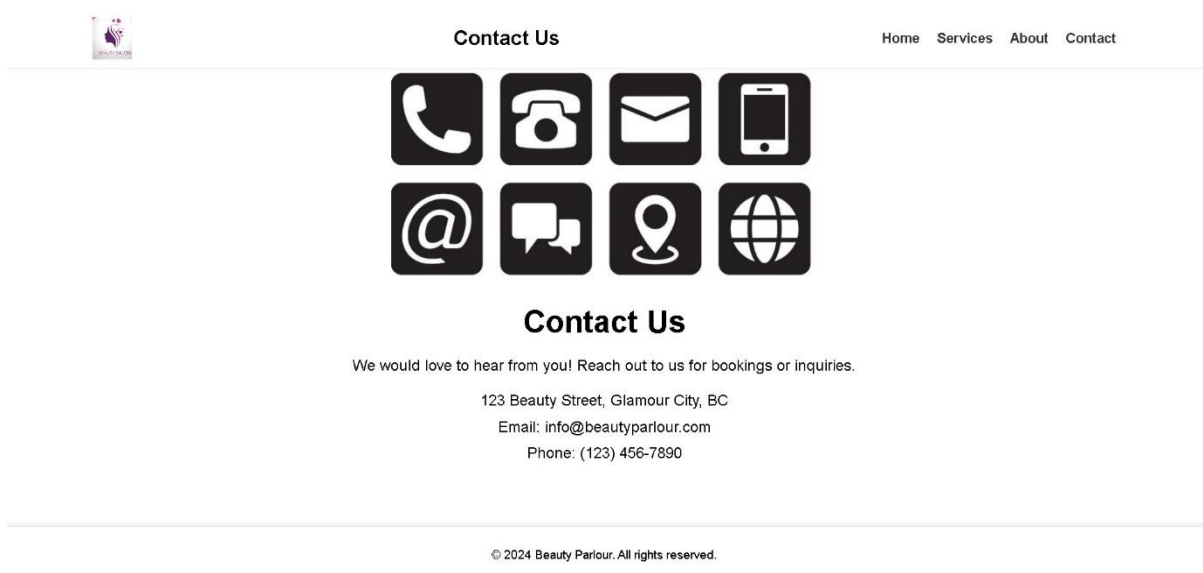 BEAUTY SALON
Contact Us
Home Services About Contact
@
Contact Us
We would love to hear from you! Reach out to us for bookings or inquiries.
123 Beauty Street, Glamour City, BC
Email: info@beautyparlour.com
Phone: (123) 456-7890
© 2024 Beauty Parlour. All rights reserved.